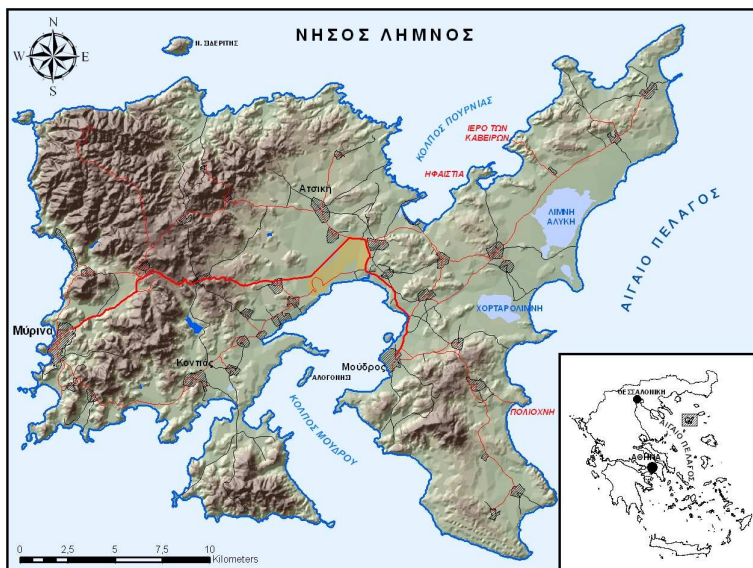 N
W E
S
Ν. ΣΙΔΕΡΙΤΗΣ
ΝΗΣΟΣ ΛΗΜΝΟΣ
ΚΟΛΠΟΣ ΠΟΥΡΝΙΑΣ
ΙΕΡΟ ΤΩΝ
ΚΑΒΕΙΡΩΝ
ΗΦΑΙΣΤΙΑ
Ατσική
ΛΙΜΝΗ
ΑΛΥΚΗ
ΑΙΓΑΙΟ ΠΕΛΑΓΟΣ
ΧΟΡΤΑΡΟΛΙΜΝΗ
Μύρινα
Κοντιάς
Μούδρος
ΑΛΟΓΟΝΗΣΙ
ΚΟΛΠΟΣ ΜΟΥΔΡΟΥ
ΠΟΛΙΟΧΝΗ
ΘΕΣΣΑΛΟΝΙΚΗ
ΑΙΓΑΙΟ ΠΕΛΑΓΟΣ
ΑΘΗΝΑ
0 2,5 5 7,5 10
Kilometers